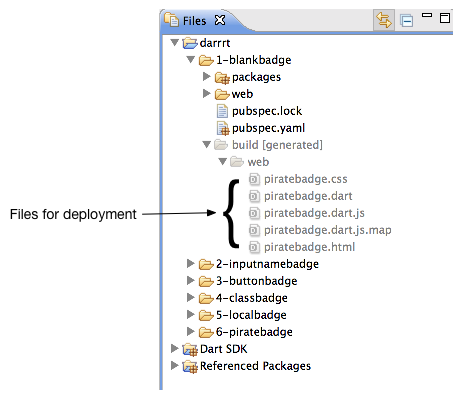 Files
darrrt
1-blankbadge
packages
web
pubspec.lock
pubspec.yaml
build [generated]
web
piratebadge.css
piratebadge.dart
Files for deployment
piratebadge.dart.js
piratebadge.dart.js.map
piratebadge.html
2-inputnamebadge
3-buttonbadge
4-classbadge
5-localbadge
6-piratebadge
Dart SDK
Referenced Packages